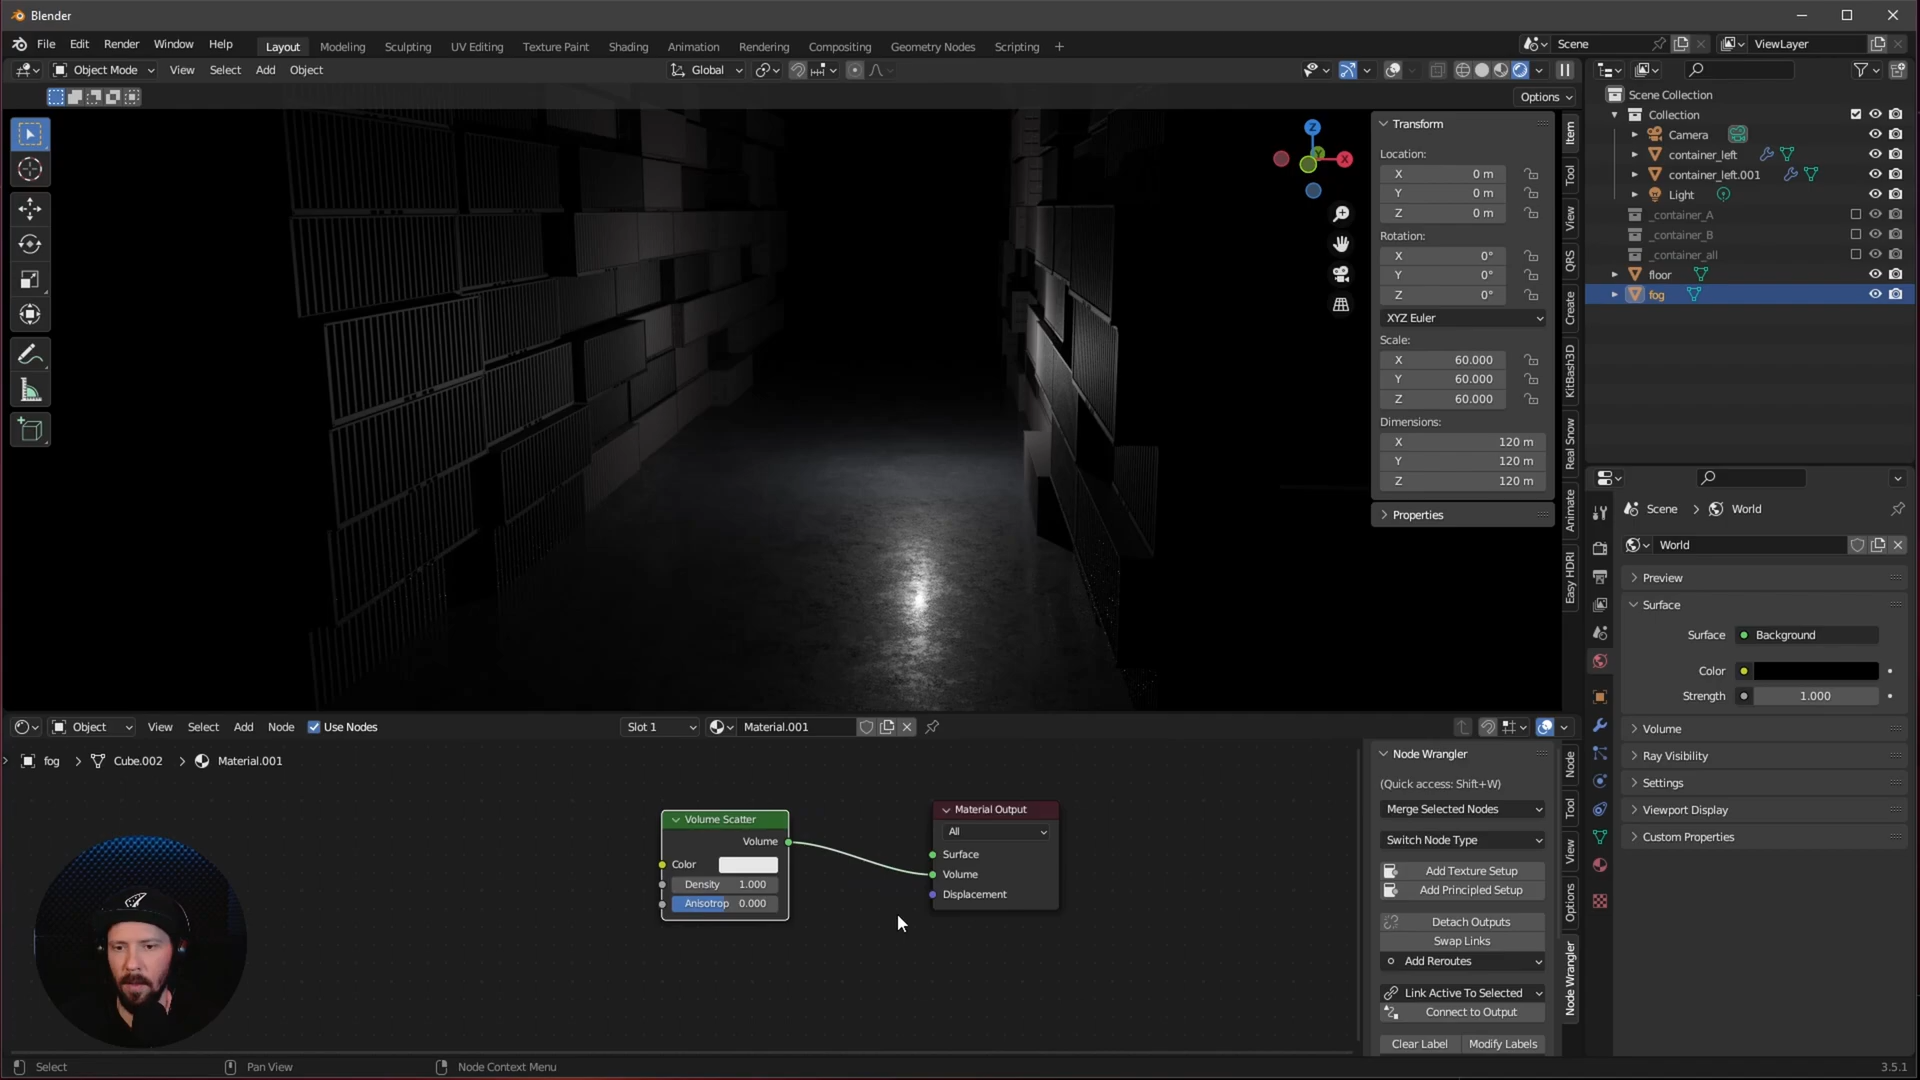 Blender
File Edit Render Window Help
Layout Modeling Sculpting UV Editing Texture Paint Shading Animation Rendering Compositing Geometry Nodes Scripting +
Scene
ViewLayer
Object Mode View Select Add Object
Global
Options
Transform
Location:
X 0 m
Y 0 m
Z 0 m
Rotation:
X 0°
Y 0°
Z 0°
XYZ Euler
Scale:
X 60.000
Y 60.000
Z 60.000
Dimensions:
X 120 m
Y 120 m
Z 120 m
Properties
Z
Y
X
Item
Tool
View
QRS
Create
KitBash3D
Real Snow
Animate
Easy HDRI
Scene Collection
Collection
Camera
container_left
container_left.001
Light
_container_A
_container_B
_container_all
floor
fog
Scene > World
World
Preview
Surface
Surface Background
Color
Strength 1.000
Volume
Ray Visibility
Settings
Viewport Display
Custom Properties
Object View Select Add Node Use Nodes
Slot 1
Material.001
fog > Cube.002 > Material.001
Volume Scatter
Volume
Color
Density 1.000
Anisotrop 0.000
Material Output
All
Surface
Volume
Displacement
Node Wrangler
(Quick access: Shift+W)
Merge Selected Nodes
Switch Node Type
Add Texture Setup
Add Principled Setup
Detach Outputs
Swap Links
Add Reroutes
Link Active To Selected
Connect to Output
Clear Label Modify Labels
Node
Tool
View
Options
Node Wrangler
Select
Pan View
Node Context Menu
3.5.1